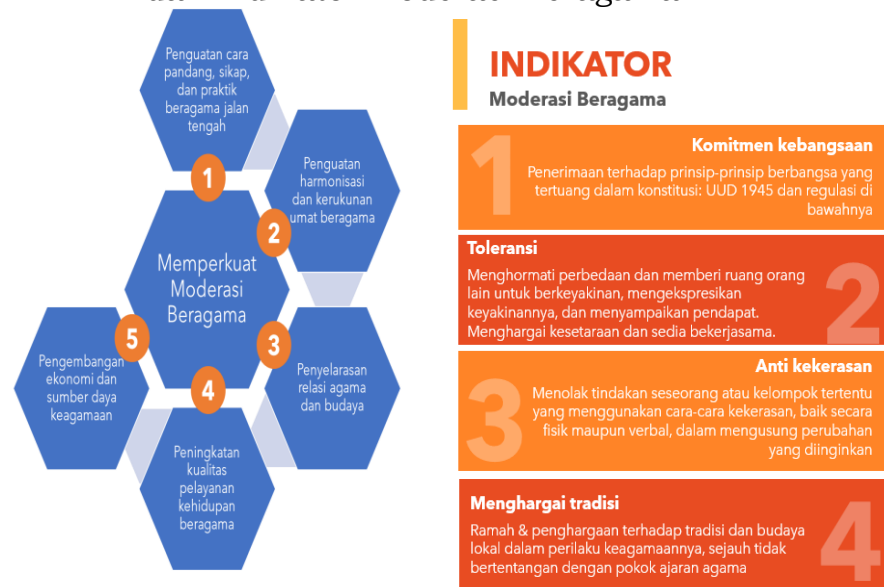 Penguatan cara
pandang, sikap,
dan praktik
beragama jalan
tengah
1
Penguatan
harmonisasi
dan kerukunan
umat beragama
2
Memperkuat
Moderasi
Beragama
3
Penyelarasan
relasi agama
dan budaya
4
Peningkatan
kualitas
pelayanan
kehidupan
beragama
5
Pengembangan
ekonomi dan
sumber daya
keagamaan
INDIKATOR
Moderasi Beragama
1
Komitmen kebangsaan
Penerimaan terhadap prinsip-prinsip berbangsa yang
tertuang dalam konstitusi: UUD 1945 dan regulasi di
bawahnya
Toleransi
2
Menghormati perbedaan dan memberi ruang orang
lain untuk berkeyakinan, mengekspresikan
keyakinannya, dan menyampaikan pendapat.
Menghargai kesetaraan dan sedia bekerjasama.
3
Anti kekerasan
Menolak tindakan seseorang atau kelompok tertentu
yang menggunakan cara-cara kekerasan, baik secara
fisik maupun verbal, dalam mengusung perubahan
yang diinginkan
Menghargai tradisi
4
Ramah & penghargaan terhadap tradisi dan budaya
lokal dalam perilaku keagamaannya, sejauh tidak
bertentangan dengan pokok ajaran agama